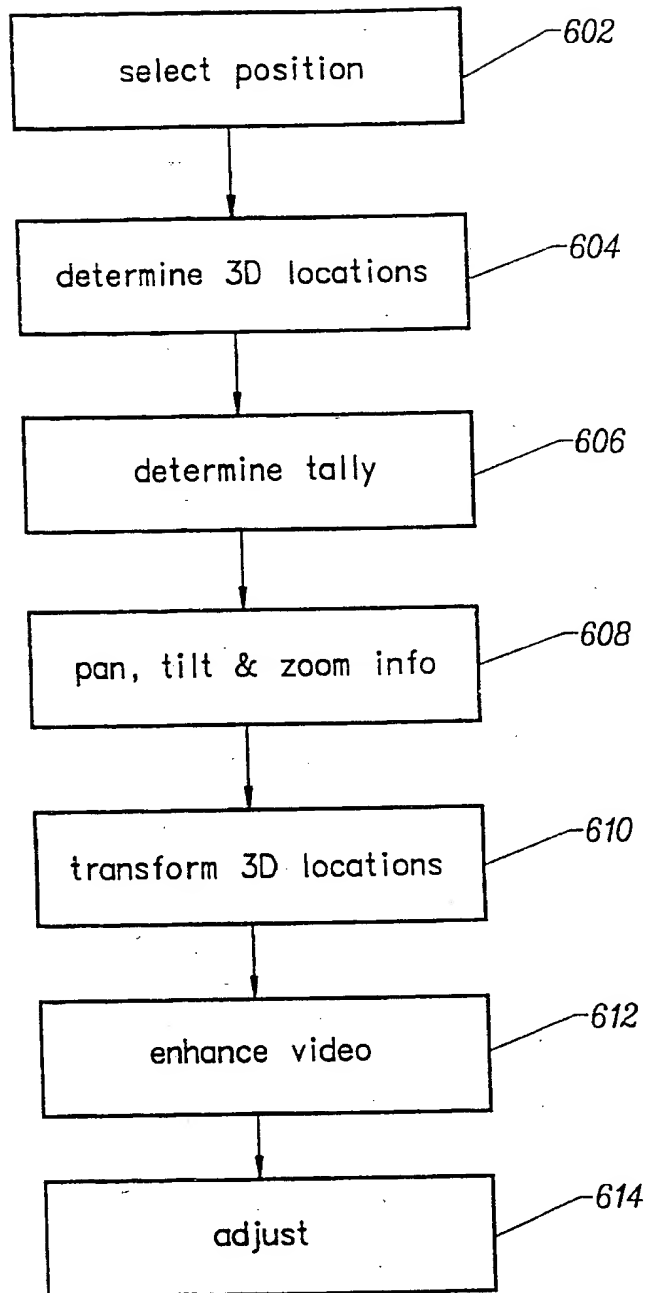 select position
602
determine 3D locations
604
determine tally
606
pan, tilt & zoom info
608
transform 3D locations
610
enhance video
612
adjust
614